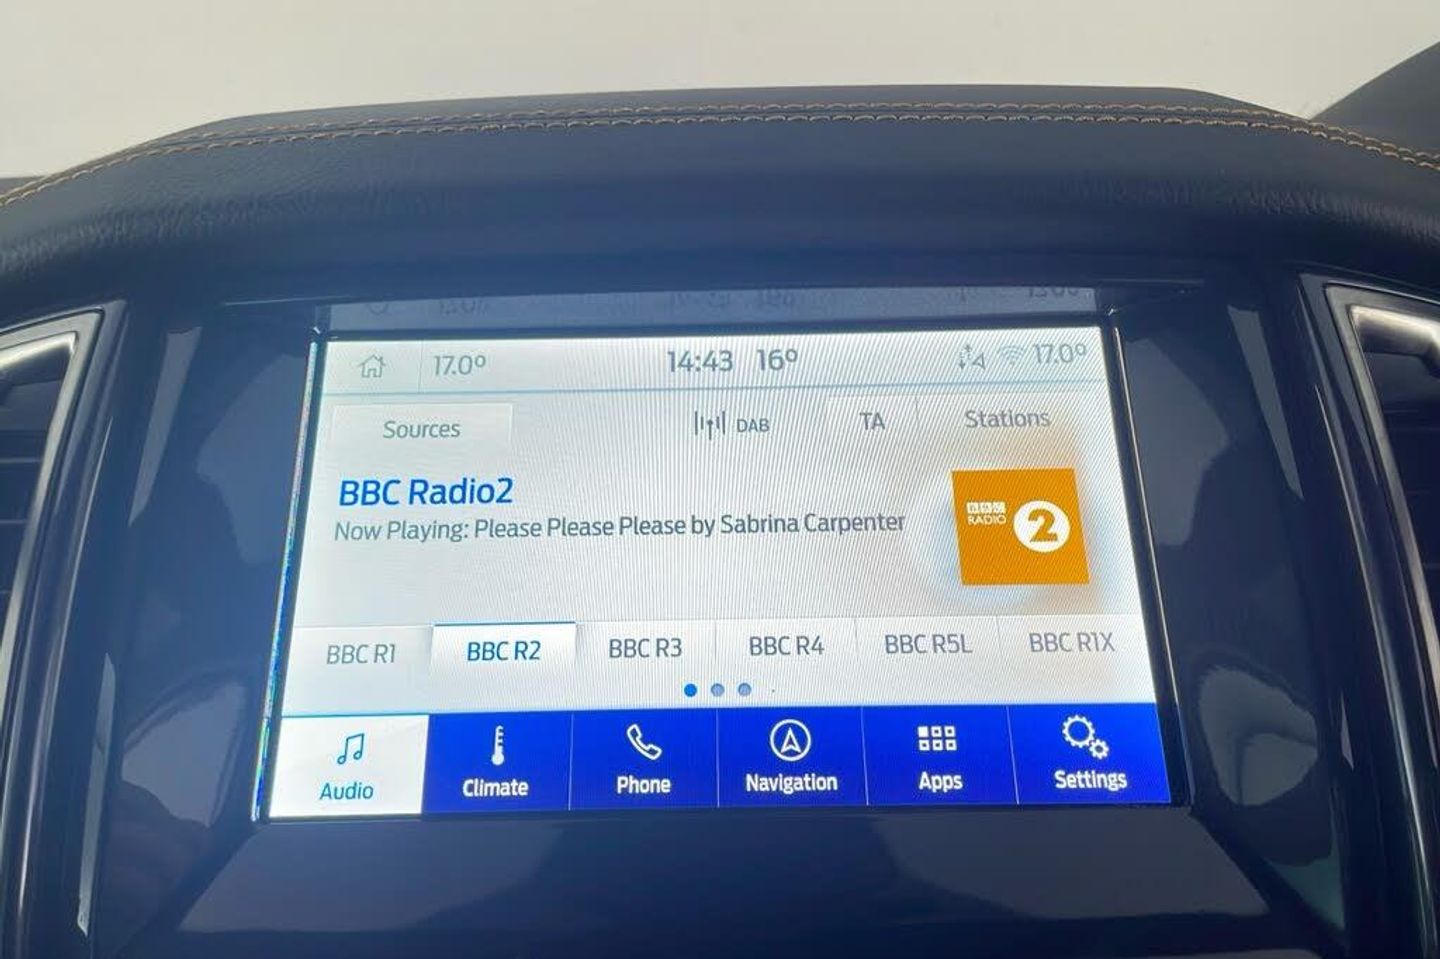 17.0° 14:43 16° 17.0°
Sources DAB TA Stations
BBC Radio2
Now Playing: Please Please Please by Sabrina Carpenter
BBC
RADIO
2
BBC R1 BBC R2 BBC R3 BBC R4 BBC R5L BBC R1X
Audio Climate Phone Navigation Apps Settings